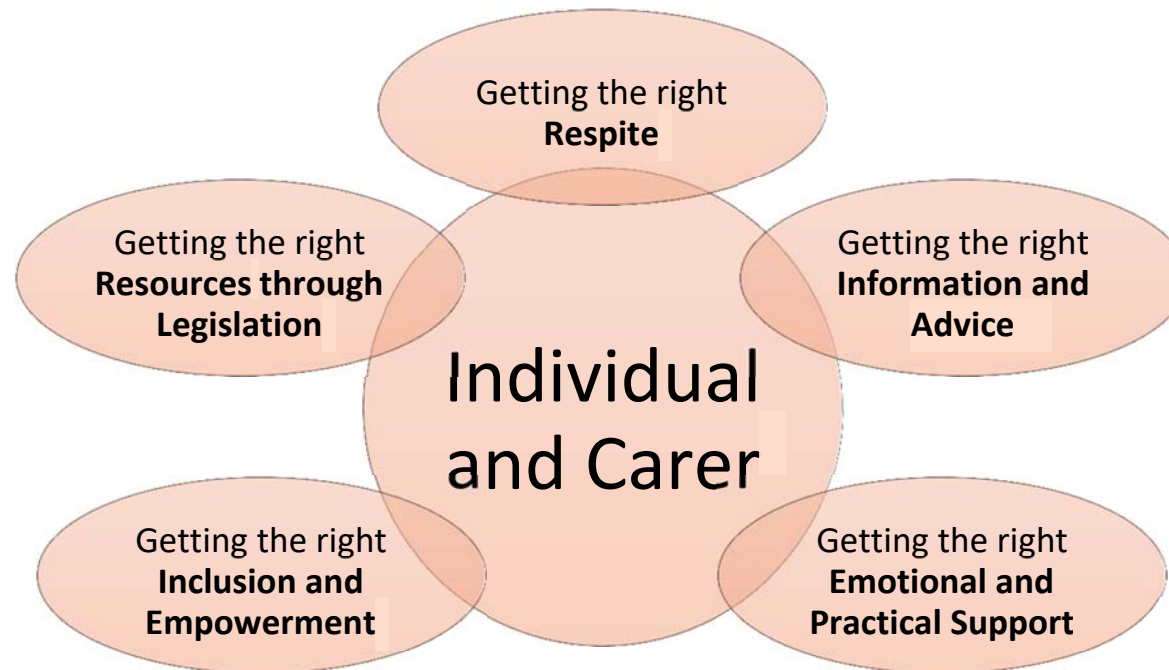 Getting the right
Respite
Getting the right
Resources through
Legislation
Getting the right
Information and
Advice
Individual
and Carer
Getting the right
Inclusion and
Empowerment
Getting the right
Emotional and
Practical Support